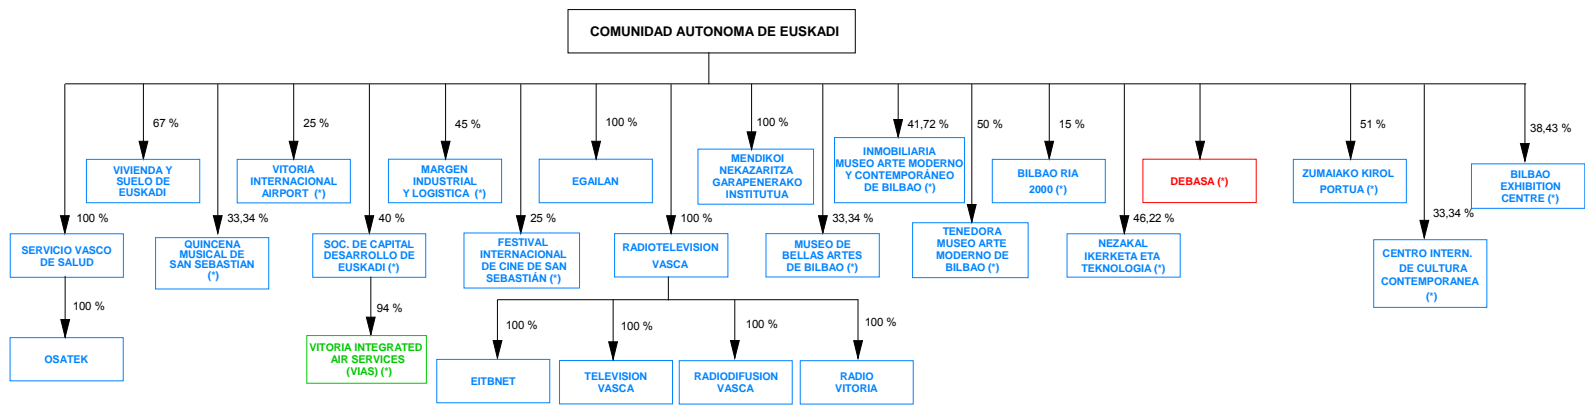 COMUNIDAD AUTONOMA DE EUSKADI
67 %
25 %
45 %
100 %
100 %
41,72 %
50 %
15 %
51 %
38,43 %
VIVIENDA Y
SUELO DE
EUSKADI
VITORIA
INTERNACIONAL
AIRPORT (*)
MARGEN
INDUSTRIAL
Y LOGISTICA (*)
EGAILAN
MENDIKOI
NEKAZARITZA
GARAPENERAKO
INSTITUTUA
INMOBILIARIA
MUSEO ARTE MODERNO
Y CONTEMPORÁNEO
DE BILBAO (*)
BILBAO RIA
2000 (*)
DEBASA (*)
ZUMAIAKO KIROL
PORTUA (*)
BILBAO
EXHIBITION
CENTRE (*)
100 %
33,34 %
40 %
25 %
100 %
33,34 %
46,22 %
33,34 %
SERVICIO VASCO
DE SALUD
QUINCENA
MUSICAL DE
SAN SEBASTIAN
(*)
SOC. DE CAPITAL
DESARROLLO DE
EUSKADI (*)
FESTIVAL
INTERNACIONAL
DE CINE DE SAN
SEBASTIÁN (*)
RADIOTELEVISION
VASCA
MUSEO DE
BELLAS ARTES
DE BILBAO (*)
TENEDORA
MUSEO ARTE
MODERNO DE
BILBAO (*)
NEZAKAL
IKERKETA ETA
TEKNOLOGIA (*)
CENTRO INTERN.
DE CULTURA
CONTEMPORANEA
(*)
100 %
94 %
100 %
100 %
100 %
100 %
OSATEK
VITORIA INTEGRATED
AIR SERVICES
(VIAS) (*)
EITBNET
TELEVISION
VASCA
RADIODIFUSION
VASCA
RADIO
VITORIA